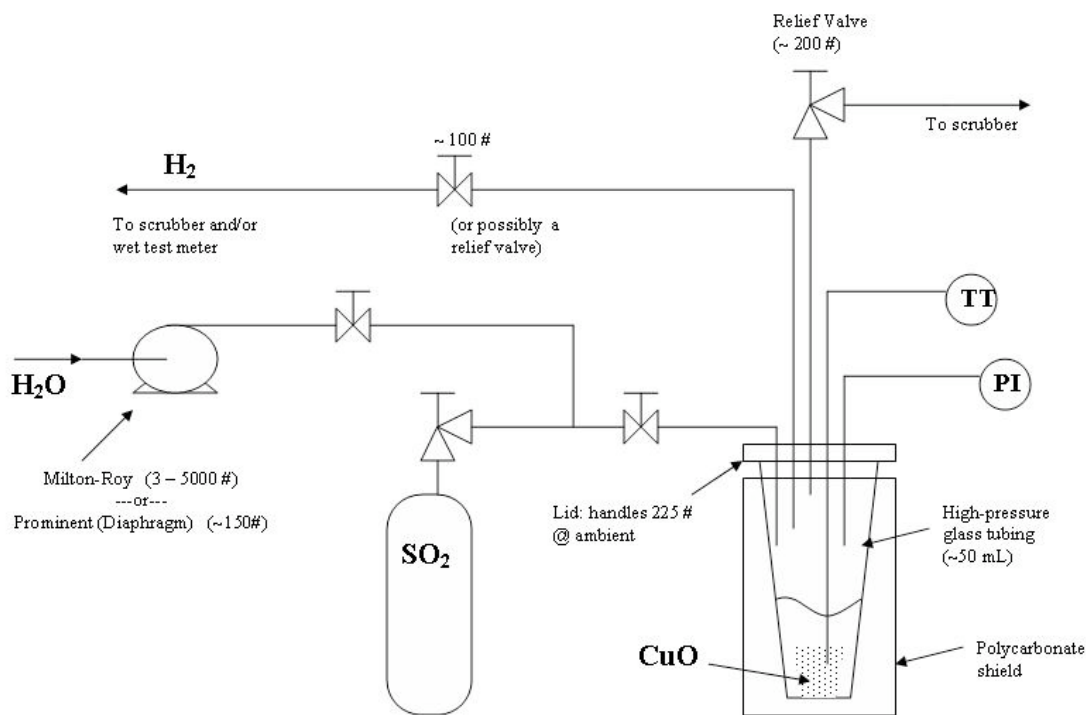 Relief Valve
(~ 200 #)
To scrubber
~ 100 #
H₂
To scrubber and/or
wet test meter
(or possibly a
relief valve)
TT
H₂O
PI
Milton-Roy (3 – 5000 #)
---or---
Prominent (Diaphragm) (~150#)
SO₂
Lid: handles 225 #
@ ambient
High-pressure
glass tubing
(~50 mL)
CuO
Polycarbonate
shield